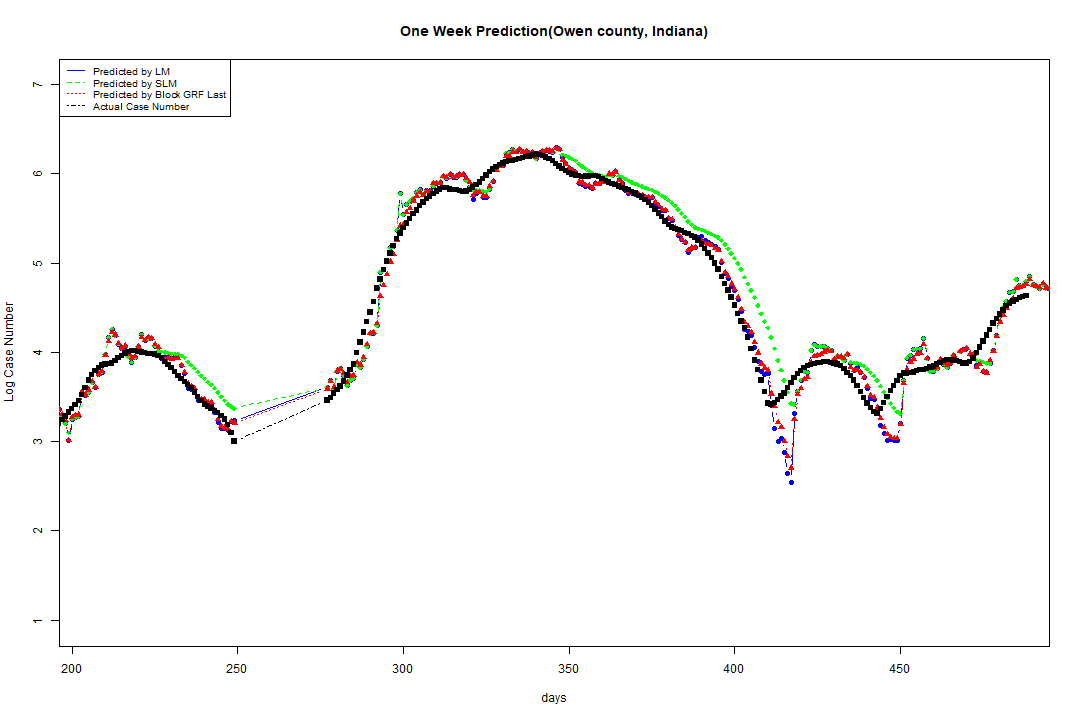 One Week Prediction(Owen county, Indiana)
Predicted by LM
Predicted by SLM
Predicted by Block GRF Last
Actual Case Number
Log Case Number
7
6
5
4
3
2
1
200 250 300 350 400 450
days